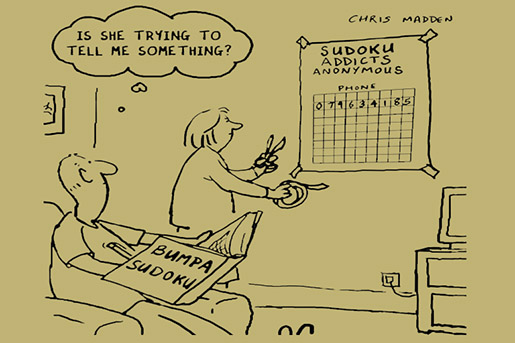 IS SHE TRYING TO
TELL ME SOMETHING?
CHRIS MADDEN
SUDOKU
ADDICTS
ANONYMOUS
PHONE
0 7 9 6 3 4 1 8 5
BUMPA
SUDOKU